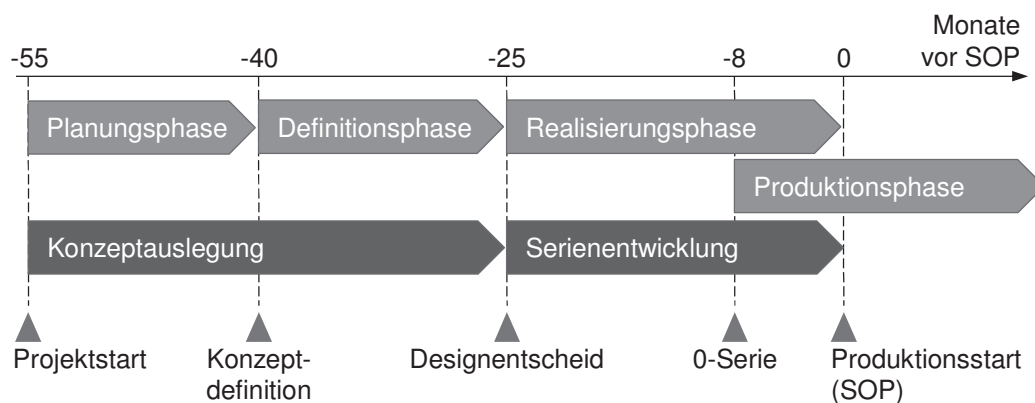 Monate
vor SOP
-55
-40
-25
-8
0
Planungsphase
Definitionsphase
Realisierungsphase
Produktionsphase
Konzeptauslegung
Serienentwicklung
Projektstart
Konzept-
definition
Designentscheid
0-Serie
Produktionsstart
(SOP)